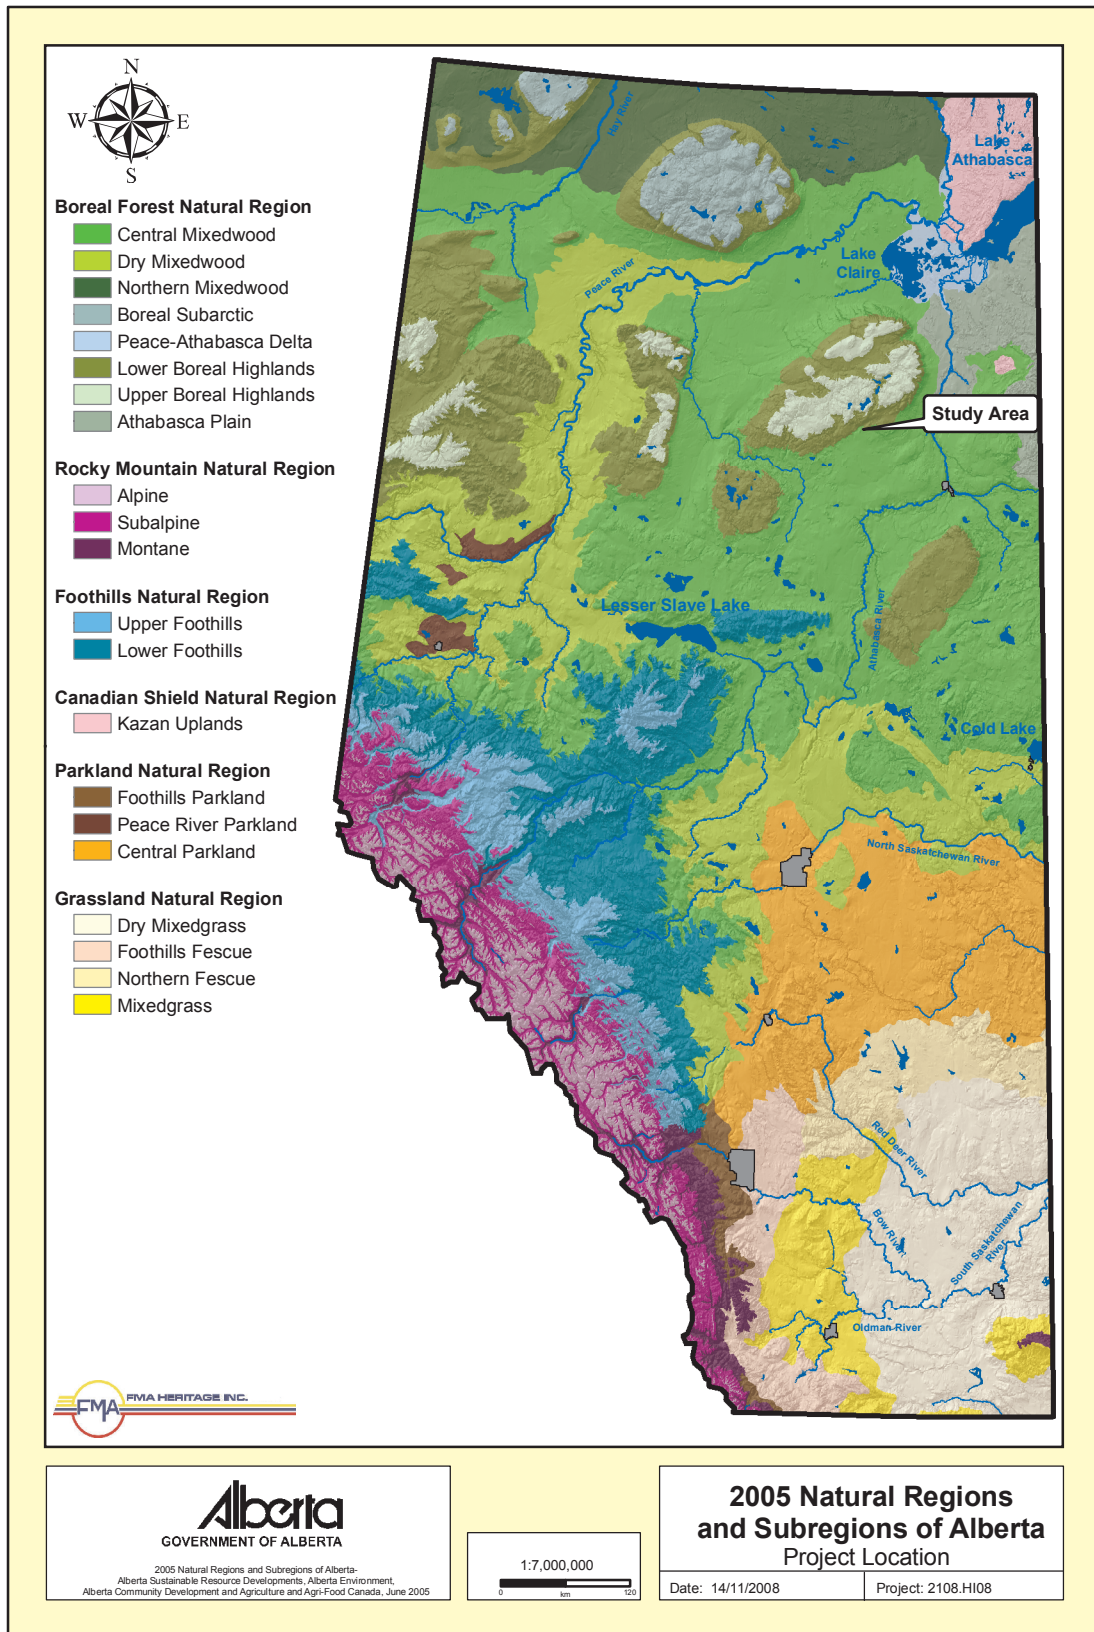 N
W
E
S
Boreal Forest Natural Region
Central Mixedwood
Dry Mixedwood
Northern Mixedwood
Boreal Subarctic
Peace-Athabasca Delta
Lower Boreal Highlands
Upper Boreal Highlands
Athabasca Plain
Rocky Mountain Natural Region
Alpine
Subalpine
Montane
Foothills Natural Region
Upper Foothills
Lower Foothills
Canadian Shield Natural Region
Kazan Uplands
Parkland Natural Region
Foothills Parkland
Peace River Parkland
Central Parkland
Grassland Natural Region
Dry Mixedgrass
Foothills Fescue
Northern Fescue
Mixedgrass
Hay River
Lake
Athabasca
Lake
Claire
Peace River
Study Area
Lesser Slave Lake
Athabasca River
Cold Lake
North Saskatchewan River
Red Deer River
Bow River
South Saskatchewan
River
Oldman River
FMA
FMA HERITAGE INC.
Alberta
GOVERNMENT OF ALBERTA
2005 Natural Regions and Subregions of Alberta-
Alberta Sustainable Resource Developments, Alberta Environment,
Alberta Community Development and Agriculture and Agri-Food Canada, June 2005
1:7,000,000
0
km
120
2005 Natural Regions
and Subregions of Alberta
Project Location
Date: 14/11/2008
Project: 2108.HI08